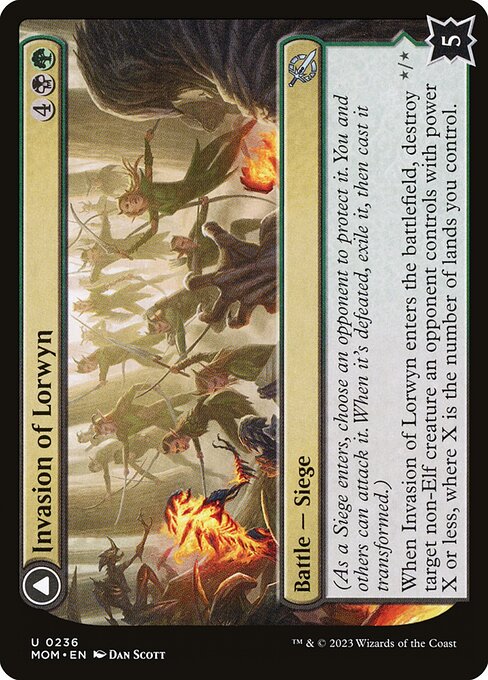 Invasion of Lorwyn
4
Battle — Siege
(As a Siege enters, choose an opponent to protect it. You and
others can attack it. When it's defeated, exile it, then cast it
transformed.)
When Invasion of Lorwyn enters the battlefield, destroy
target non-Elf creature an opponent controls with power
X or less, where X is the number of lands you control.
*/*
5
U 0236
MOM • EN Dan Scott
™ & © 2023 Wizards of the Coast